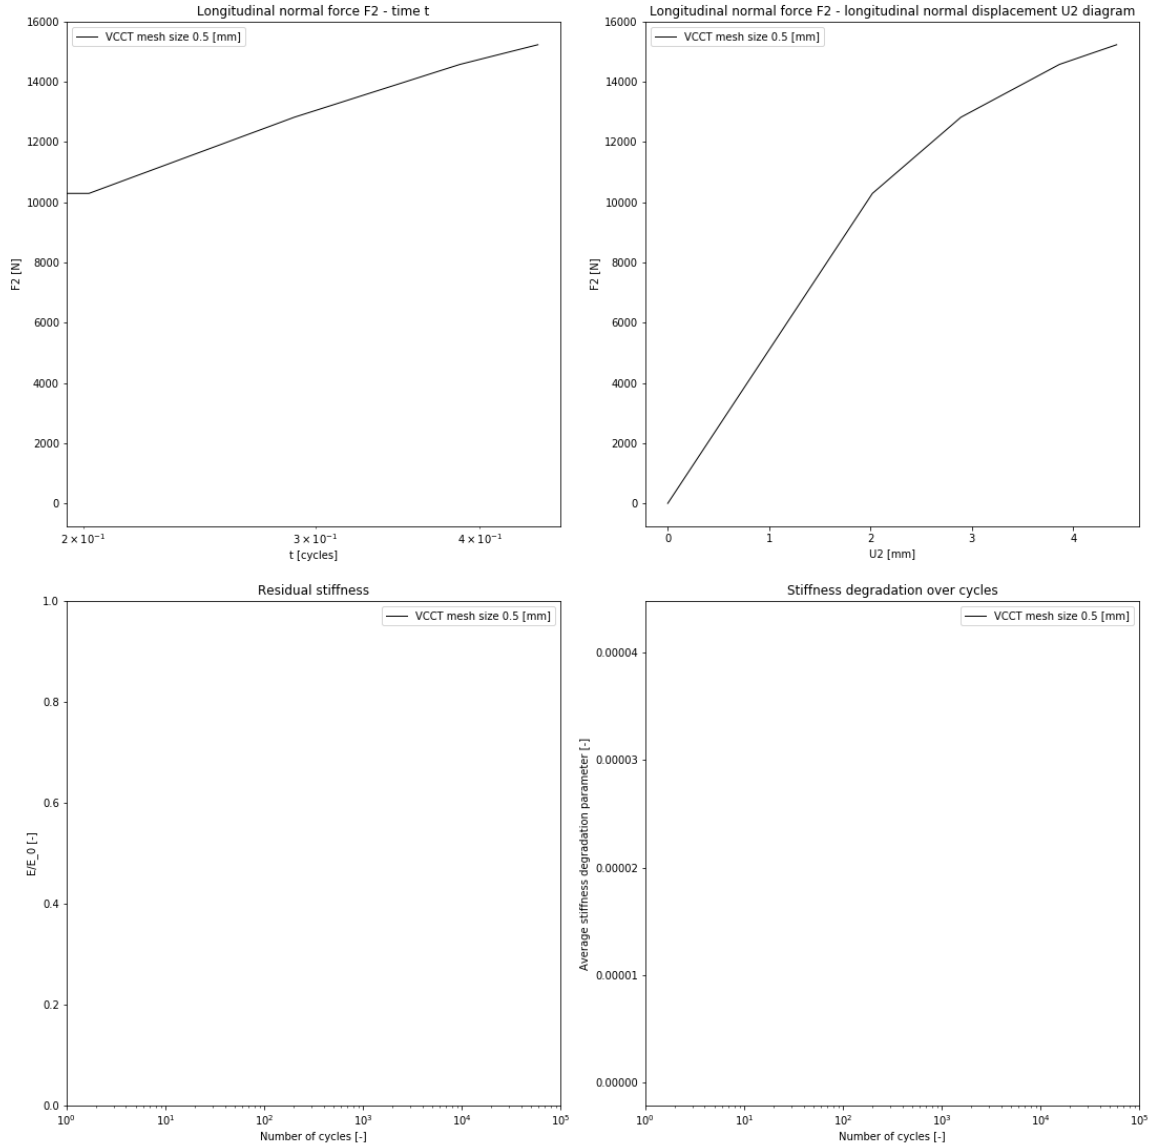 Longitudinal normal force F2 - time t
VCCT mesh size 0.5 [mm]
16000
14000
12000
10000
8000
6000
4000
2000
0
F2 [N]
2 × 10⁻¹
3 × 10⁻¹
4 × 10⁻¹
t [cycles]
Longitudinal normal force F2 - longitudinal normal displacement U2 diagram
VCCT mesh size 0.5 [mm]
16000
14000
12000
10000
8000
6000
4000
2000
0
F2 [N]
0
1
2
3
4
U2 [mm]
Residual stiffness
VCCT mesh size 0.5 [mm]
1.0
0.8
0.6
0.4
0.2
0.0
E/E_0 [-]
10⁰
10¹
10²
10³
10⁴
10⁵
Number of cycles [-]
Stiffness degradation over cycles
VCCT mesh size 0.5 [mm]
0.00004
0.00003
0.00002
0.00001
0.00000
Average stiffness degradation parameter [-]
10⁰
10¹
10²
10³
10⁴
10⁵
Number of cycles [-]